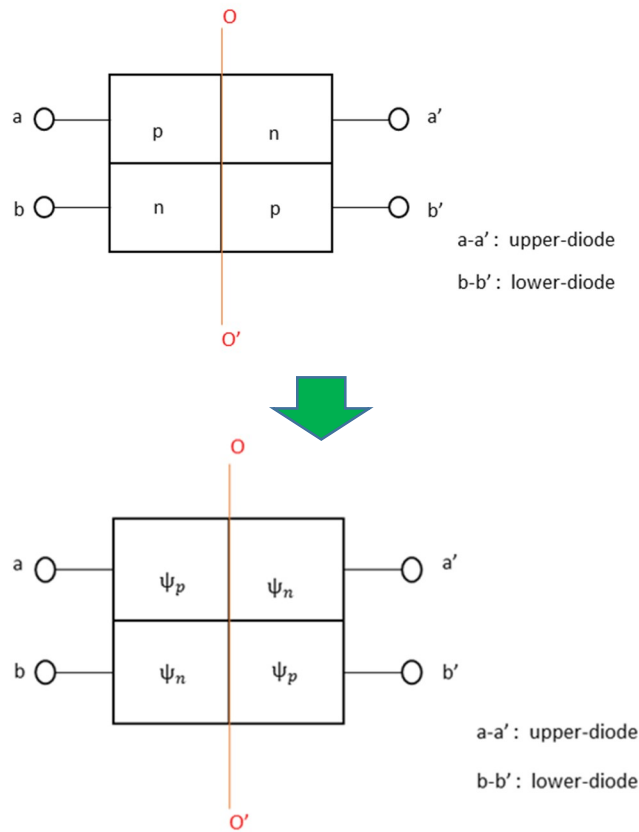 O
a p n a’
b n p b’
a-a’ : upper-diode
b-b’ : lower-diode
O’
O
a ψₚ ψₙ a’
b ψₙ ψₚ b’
a-a’ : upper-diode
b-b’ : lower-diode
O’